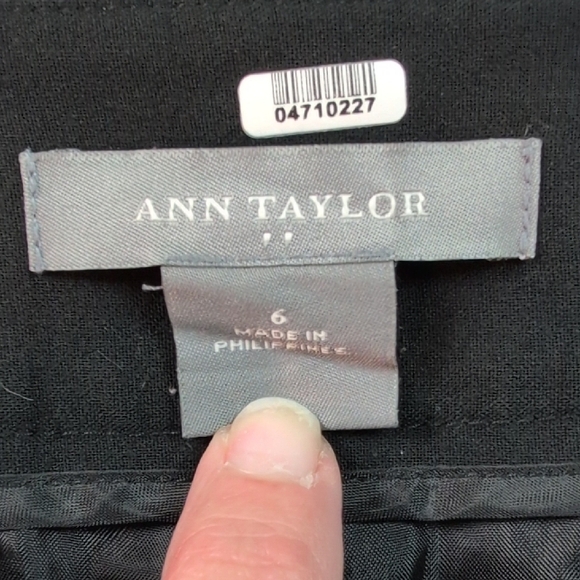 04710227
ANN TAYLOR
6
MADE IN
PHILIPPINES